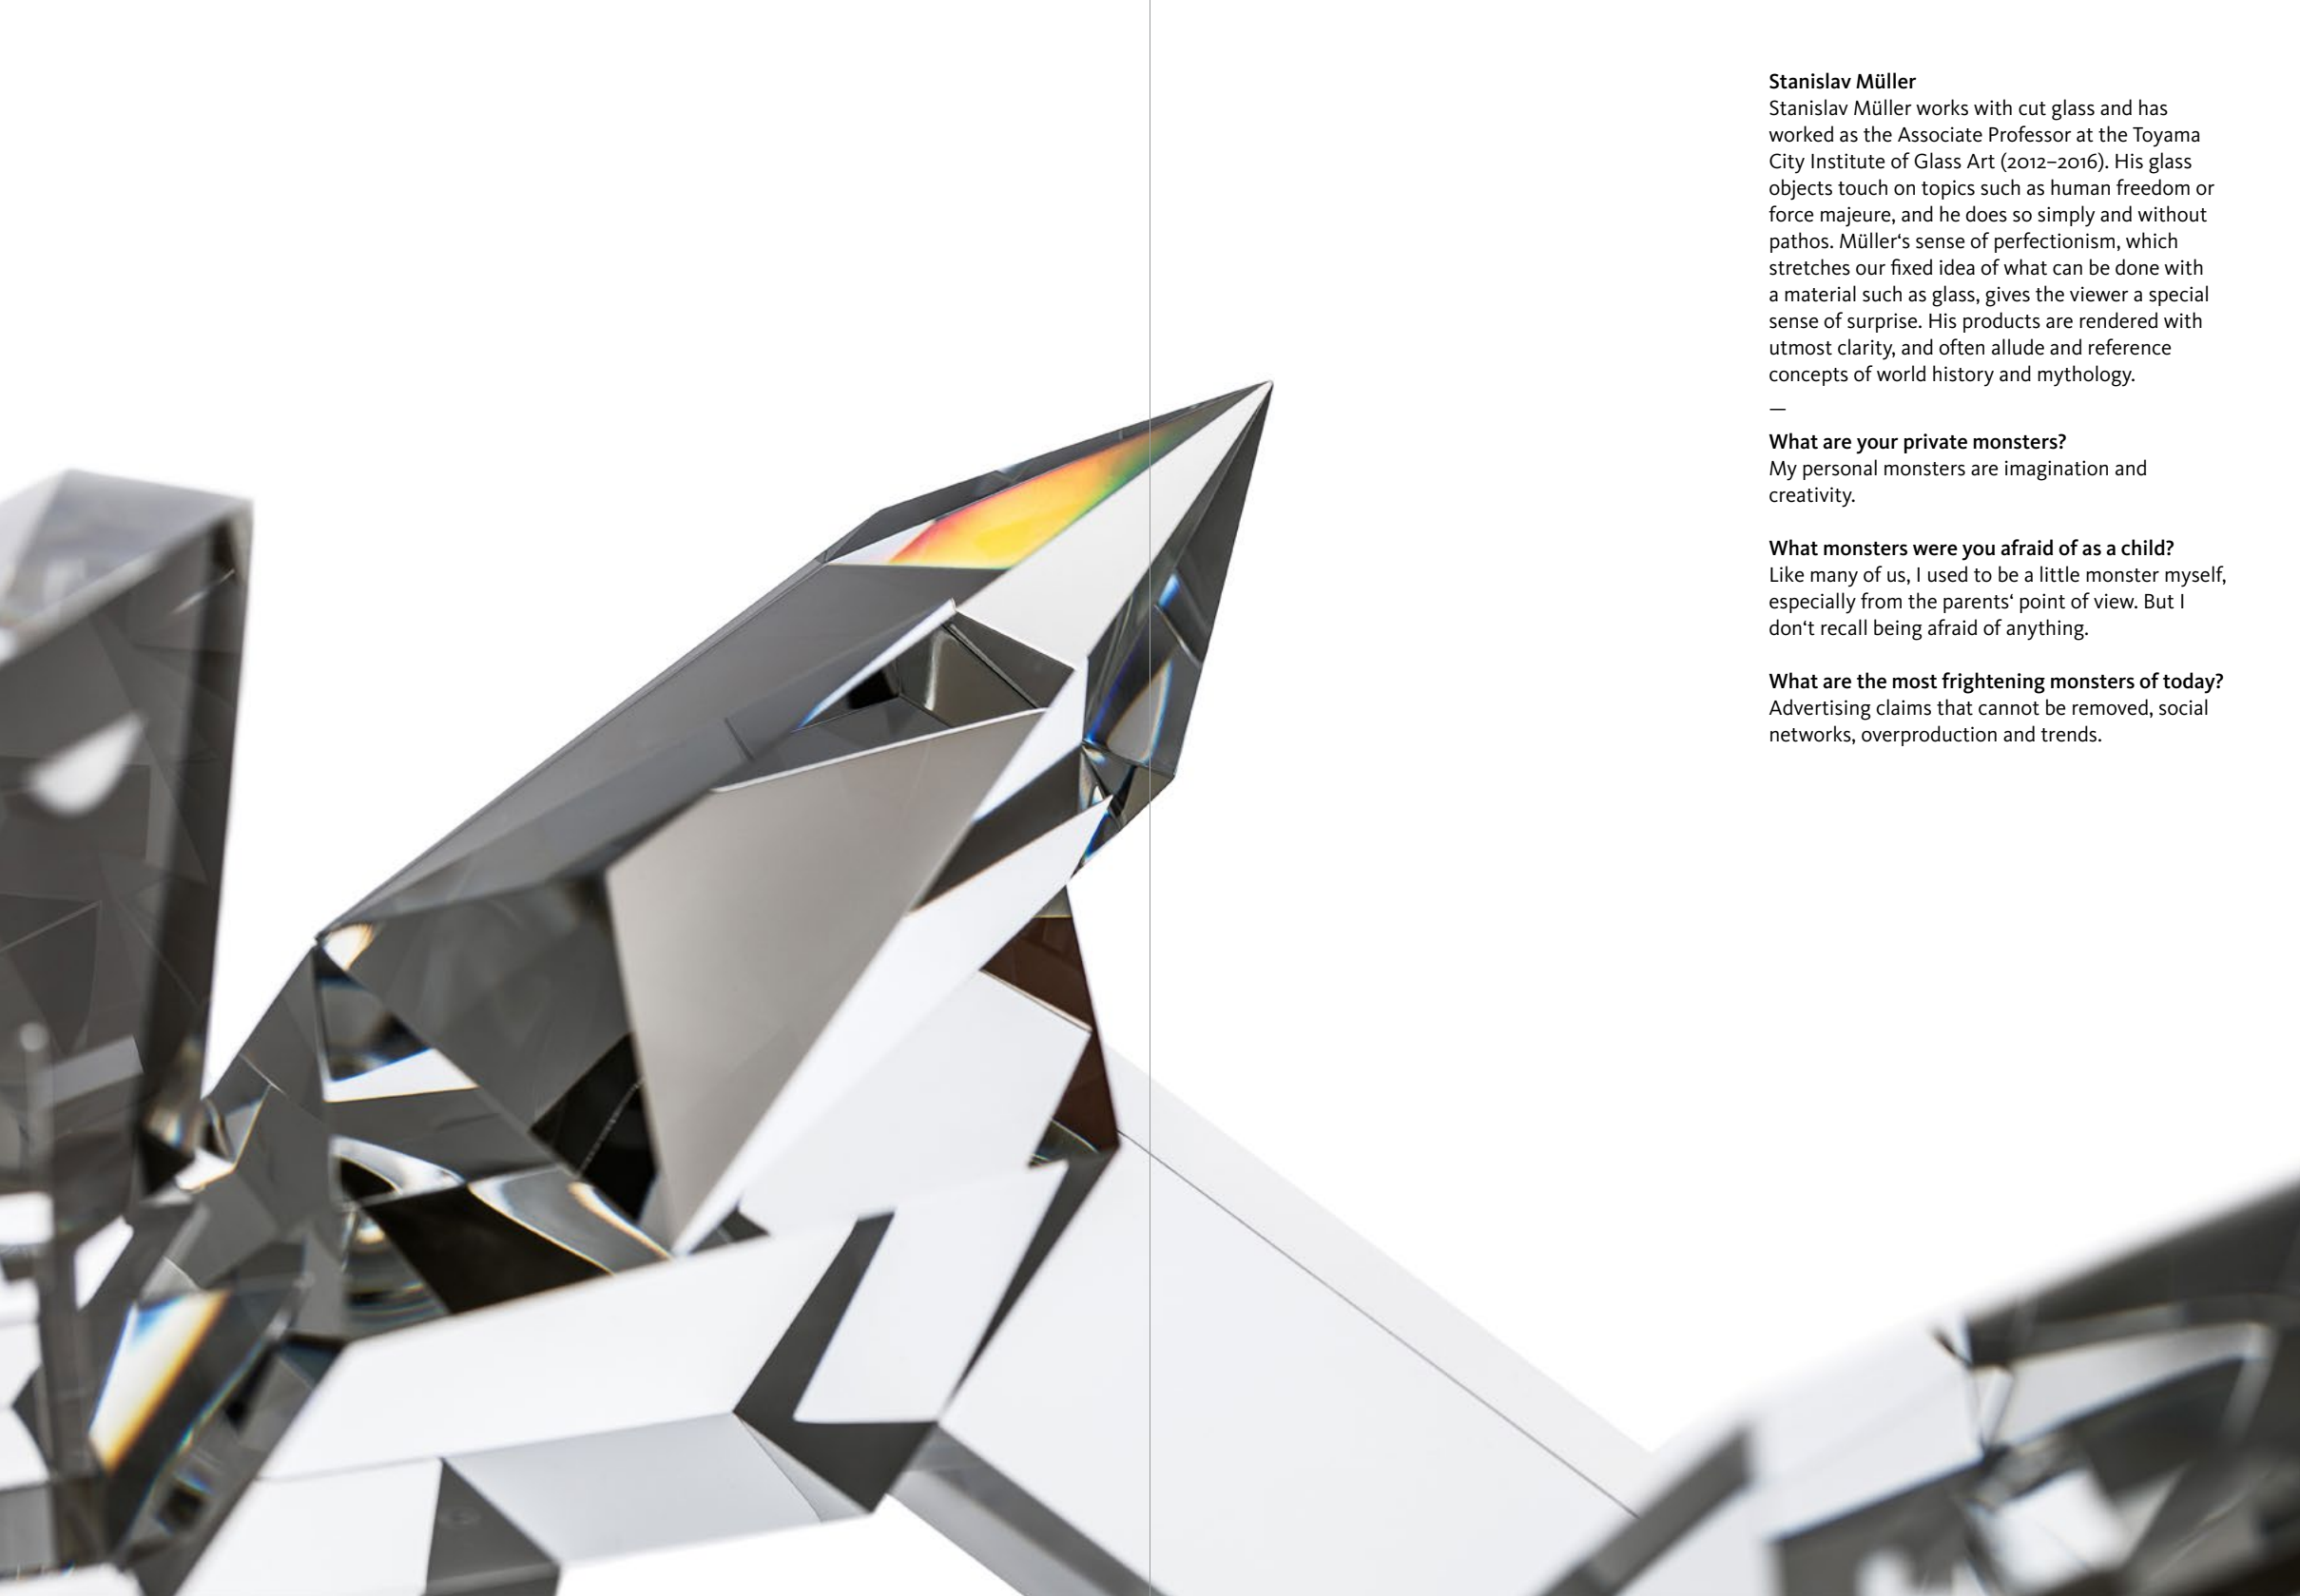 Stanislav Müller
Stanislav Müller works with cut glass and has
worked as the Associate Professor at the Toyama
City Institute of Glass Art (2012–2016). His glass
objects touch on topics such as human freedom or
force majeure, and he does so simply and without
pathos. Müller‘s sense of perfectionism, which
stretches our fixed idea of what can be done with
a material such as glass, gives the viewer a special
sense of surprise. His products are rendered with
utmost clarity, and often allude and reference
concepts of world history and mythology.
—
What are your private monsters?
My personal monsters are imagination and
creativity.
What monsters were you afraid of as a child?
Like many of us, I used to be a little monster myself,
especially from the parents‘ point of view. But I
don‘t recall being afraid of anything.
What are the most frightening monsters of today?
Advertising claims that cannot be removed, social
networks, overproduction and trends.